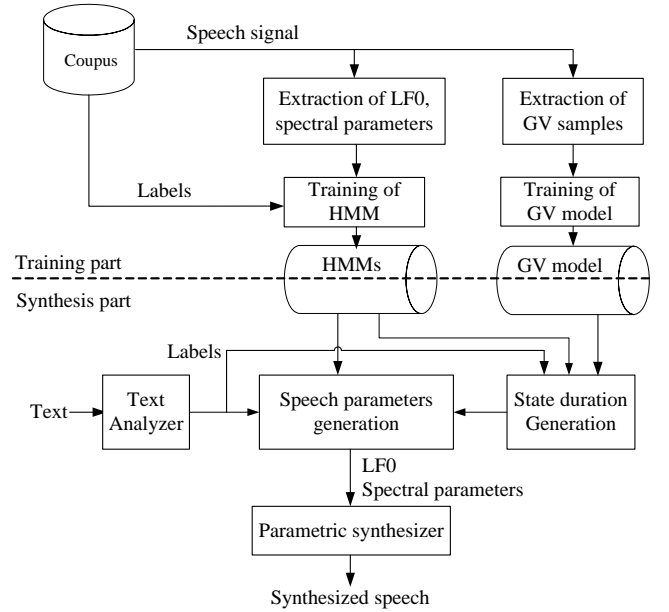 Speech signal
Coupus
Extraction of LF0,
spectral parameters
Extraction of
GV samples
Labels
Training of
HMM
Training of
GV model
Training part
HMMs
GV model
Synthesis part
Labels
Text
Text
Analyzer
Speech parameters
generation
State duration
Generation
LF0
Spectral parameters
Parametric synthesizer
Synthesized speech